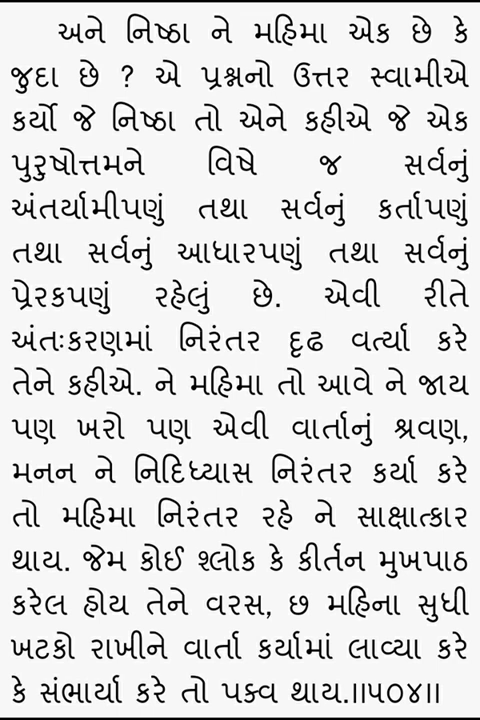 અને નિષ્ઠા ને મહિમા એક છે કે
જુદા છે ? એ પ્રશ્નનો ઉત્તર સ્વામીએ
કર્યો જે નિષ્ઠા તો એને કહીએ જે એક
પુરુષોત્તમને વિષે જ સર્વનું
અંતર્યામીપણું તથા સર્વનું કર્તાપણું
તથા સર્વનું આધારપણું તથા સર્વનું
પ્રેરકપણું રહેલું છે. એવી રીતે
અંતઃકરણમાં નિરંતર દૃઢ વર્ત્યા કરે
તેને કહીએ. ને મહિમા તો આવે ને જાય
પણ ખરો પણ એવી વાર્તાનું શ્રવણ,
મનન ને નિદિધ્યાસ નિરંતર કર્યા કરે
તો મહિમા નિરંતર રહે ને સાક્ષાત્કાર
થાય. જેમ કોઈ શ્લોક કે કીર્તન મુખપાઠ
કરેલ હોય તેને વરસ, છ મહિના સુધી
ખટકો રાખીને વાર્તા કર્યામાં લાવ્યા કરે
કે સંભાર્યા કરે તો પક્વ થાય.॥૫૦૪॥